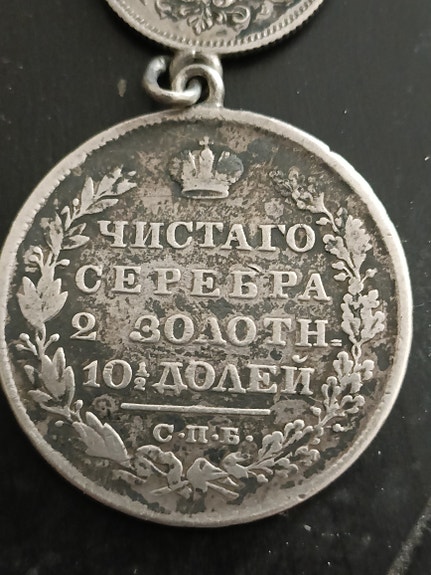 ЧИСТАГО
СЕРЕБРА
2 ЗОЛОТН.
10½ ДОЛЕЙ
С·П·Б·